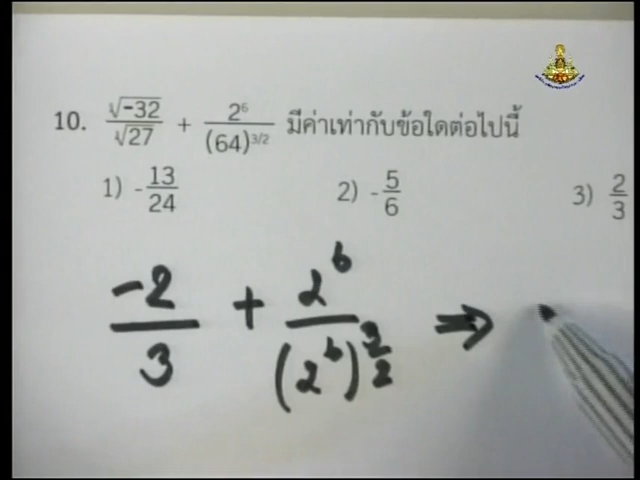 10. √-32/√27 + 2⁶/(64)^3/2 มีค่าเท่ากับข้อใดต่อไปนี้
1) -13/24 2) -5/6 3) 2/3
-2/3 + 2⁶/(2⁶)^3/2 ⇒